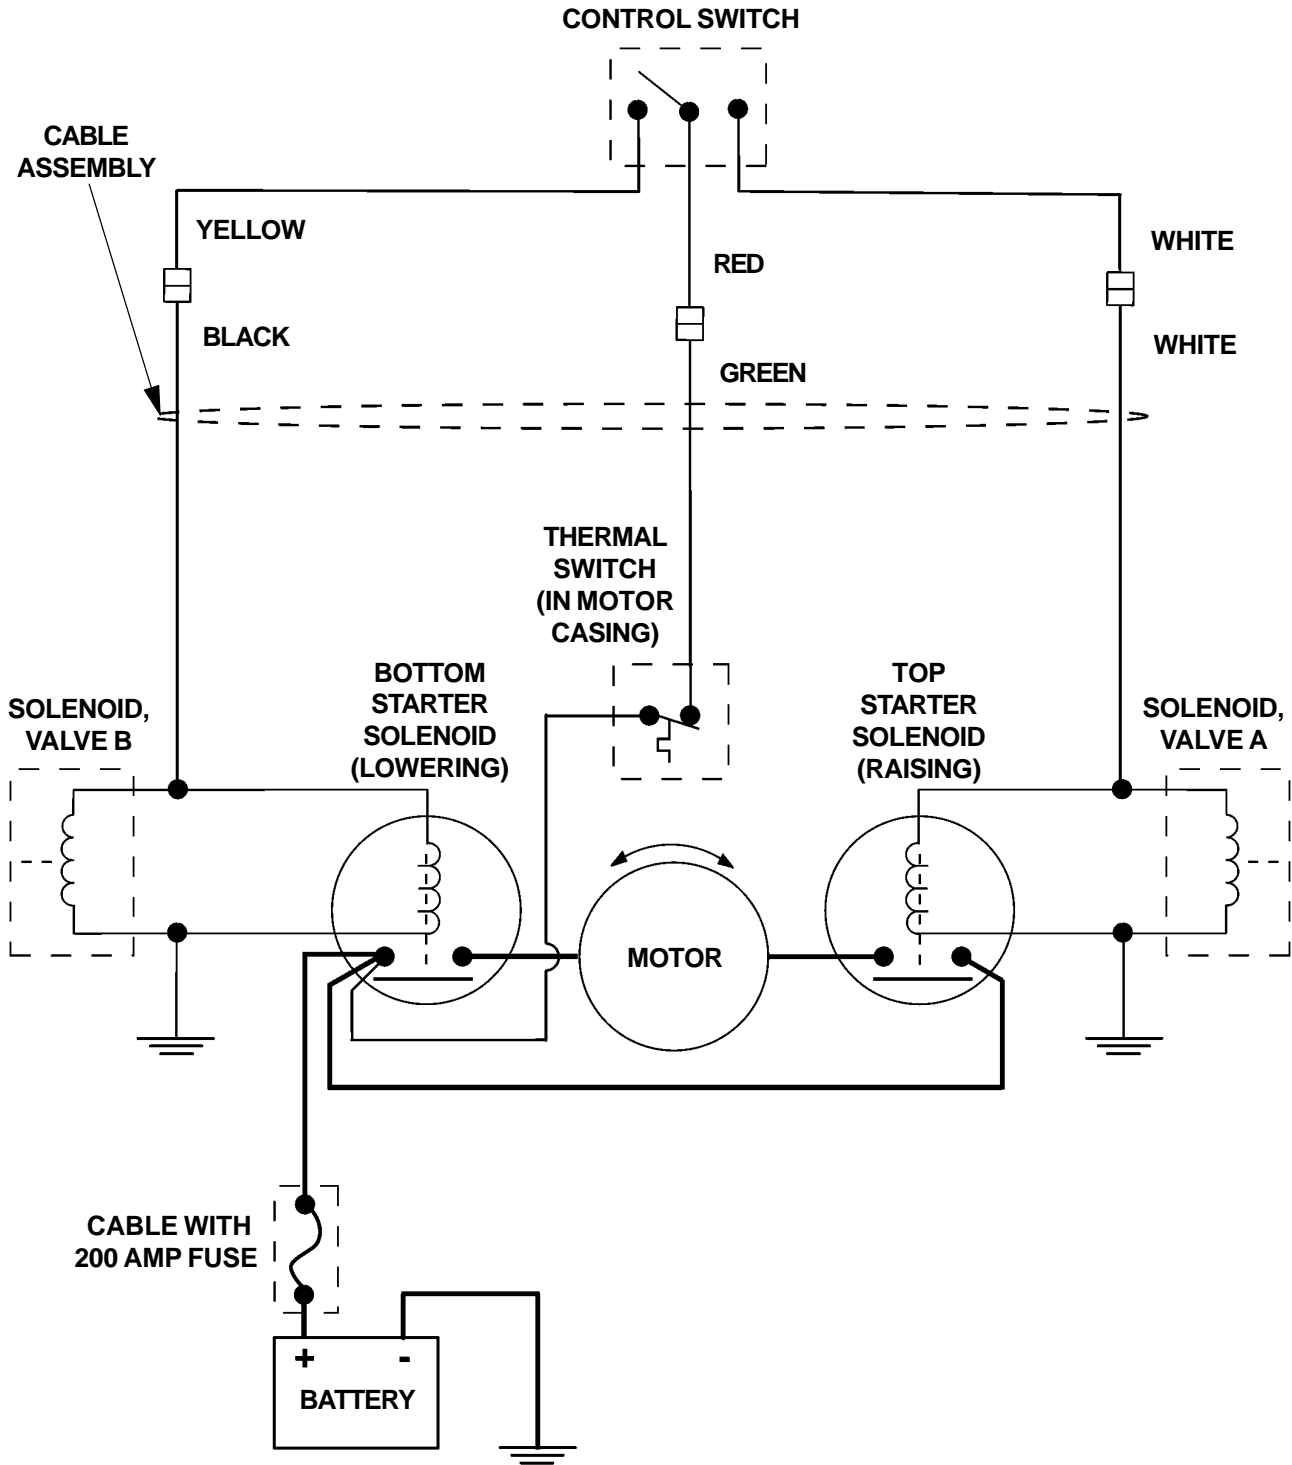 CONTROL SWITCH
CABLE
ASSEMBLY
YELLOW
BLACK
RED
GREEN
WHITE
WHITE
THERMAL
SWITCH
(IN MOTOR
CASING)
SOLENOID,
VALVE B
BOTTOM
STARTER
SOLENOID
(LOWERING)
TOP
STARTER
SOLENOID
(RAISING)
SOLENOID,
VALVE A
MOTOR
CABLE WITH
200 AMP FUSE
+ -
BATTERY